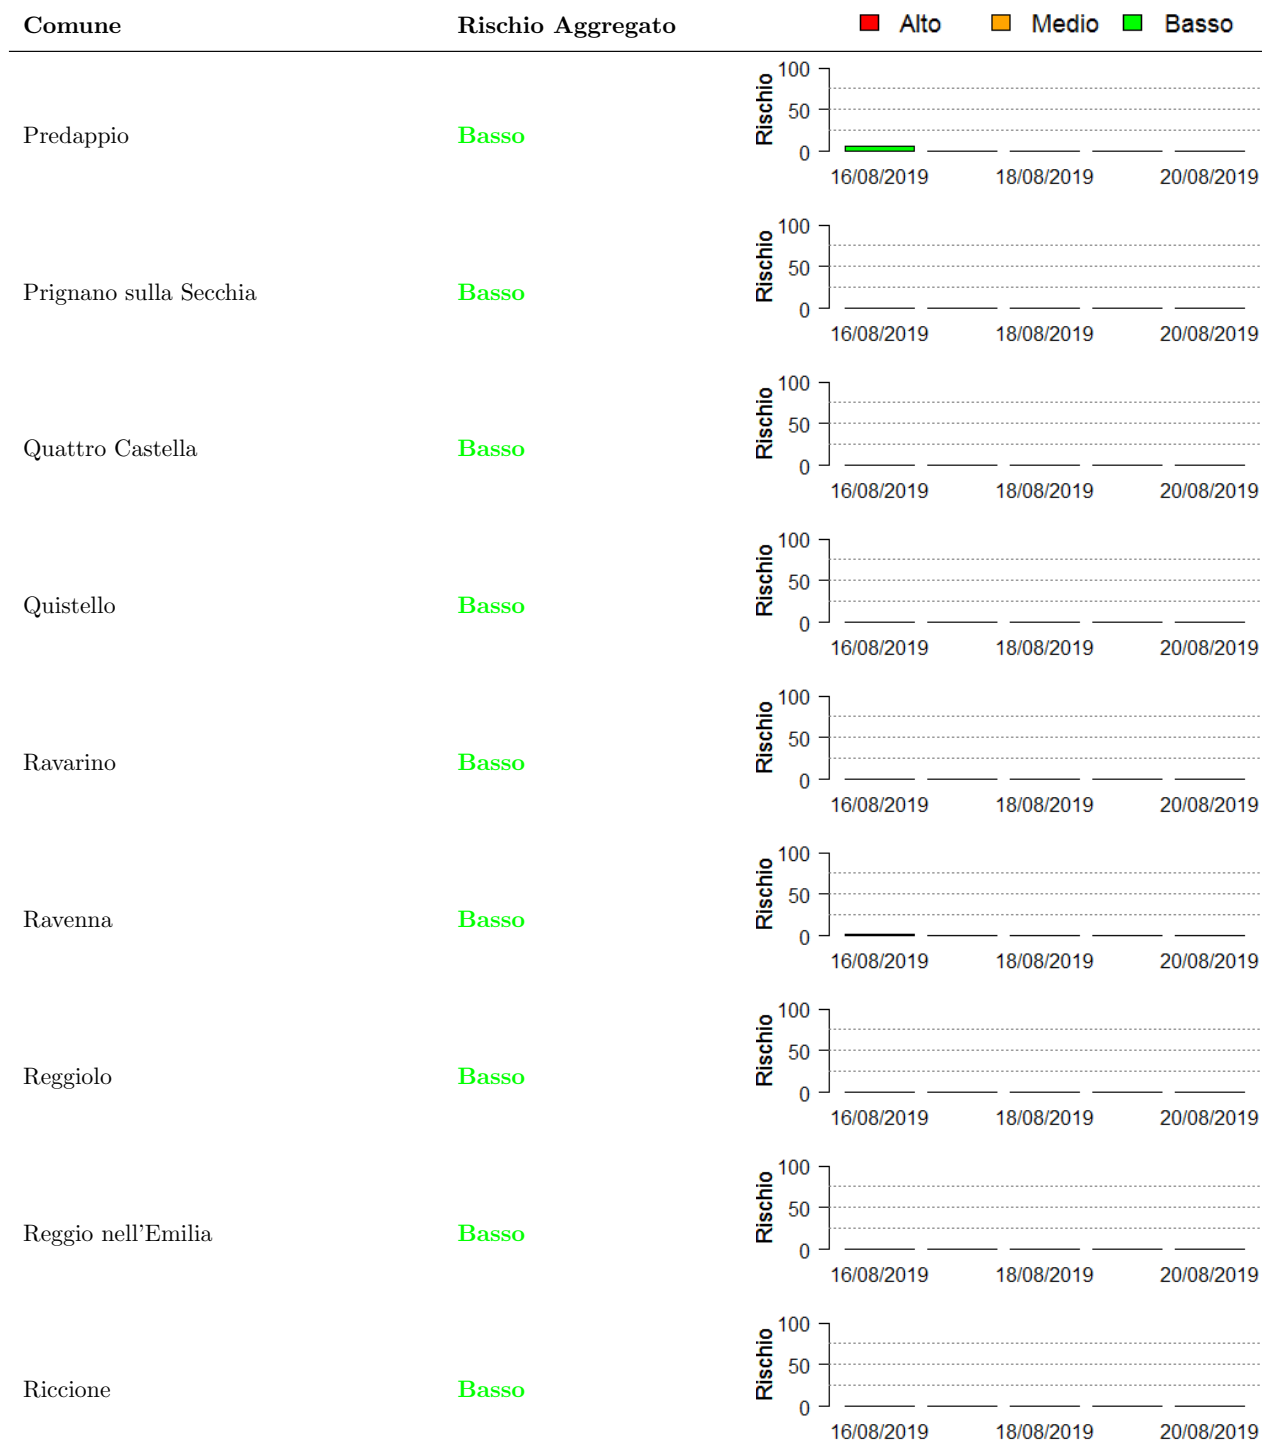 Comune Rischio Aggregato Alto Medio Basso
100
50
0
Rischio
Predappio Basso
16/08/2019 18/08/2019 20/08/2019
100
50
0
Rischio
Prignano sulla Secchia Basso
16/08/2019 18/08/2019 20/08/2019
100
50
0
Rischio
Quattro Castella Basso
16/08/2019 18/08/2019 20/08/2019
100
50
0
Rischio
Quistello Basso
16/08/2019 18/08/2019 20/08/2019
100
50
0
Rischio
Ravarino Basso
16/08/2019 18/08/2019 20/08/2019
100
50
0
Rischio
Ravenna Basso
16/08/2019 18/08/2019 20/08/2019
100
50
0
Rischio
Reggiolo Basso
16/08/2019 18/08/2019 20/08/2019
100
50
0
Rischio
Reggio nell'Emilia Basso
16/08/2019 18/08/2019 20/08/2019
100
50
0
Rischio
Riccione Basso
16/08/2019 18/08/2019 20/08/2019